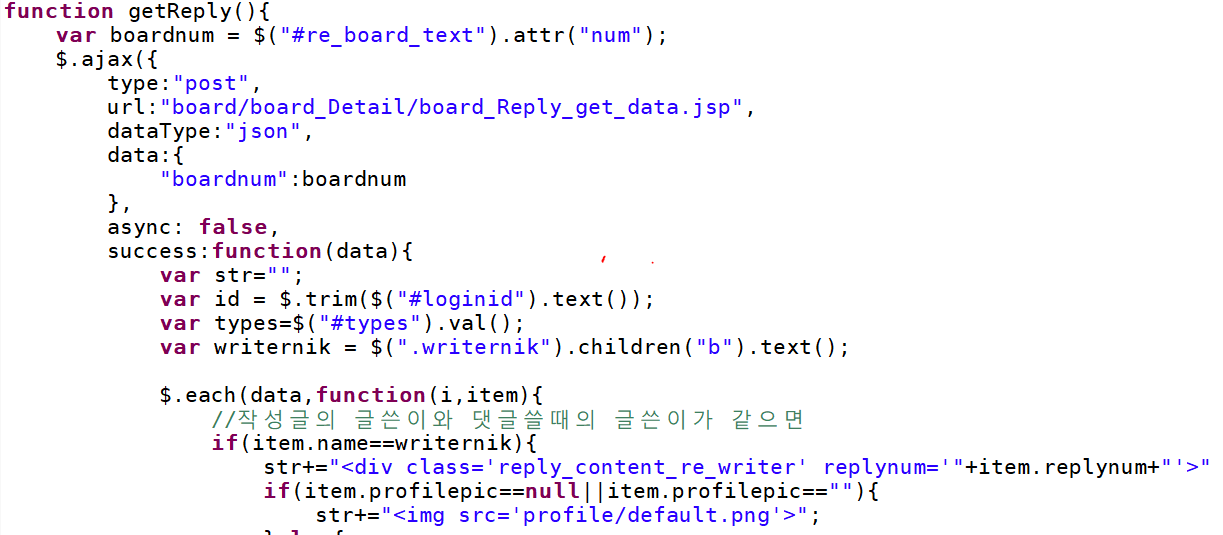 function getReply(){
var boardnum = $("#re_board_text").attr("num");
$.ajax({
type:"post",
url:"board/board_Detail/board_Reply_get_data.jsp",
dataType:"json",
data:{
"boardnum":boardnum
},
async: false,
success:function(data){
var str="";
var id = $.trim($("#loginid").text());
var types=$("#types").val();
var writernik = $(".writernik").children("b").text();
$.each(data,function(i,item){
//작성글의 글쓴이와 댓글쓸때의 글쓴이가 같으면
if(item.name==writernik){
str+="<div class='reply_content_re_writer' replynum='"+item.replynum+"'>"
if(item.profilepic==null||item.profilepic==""){
str+="<img src='profile/default.png'>";